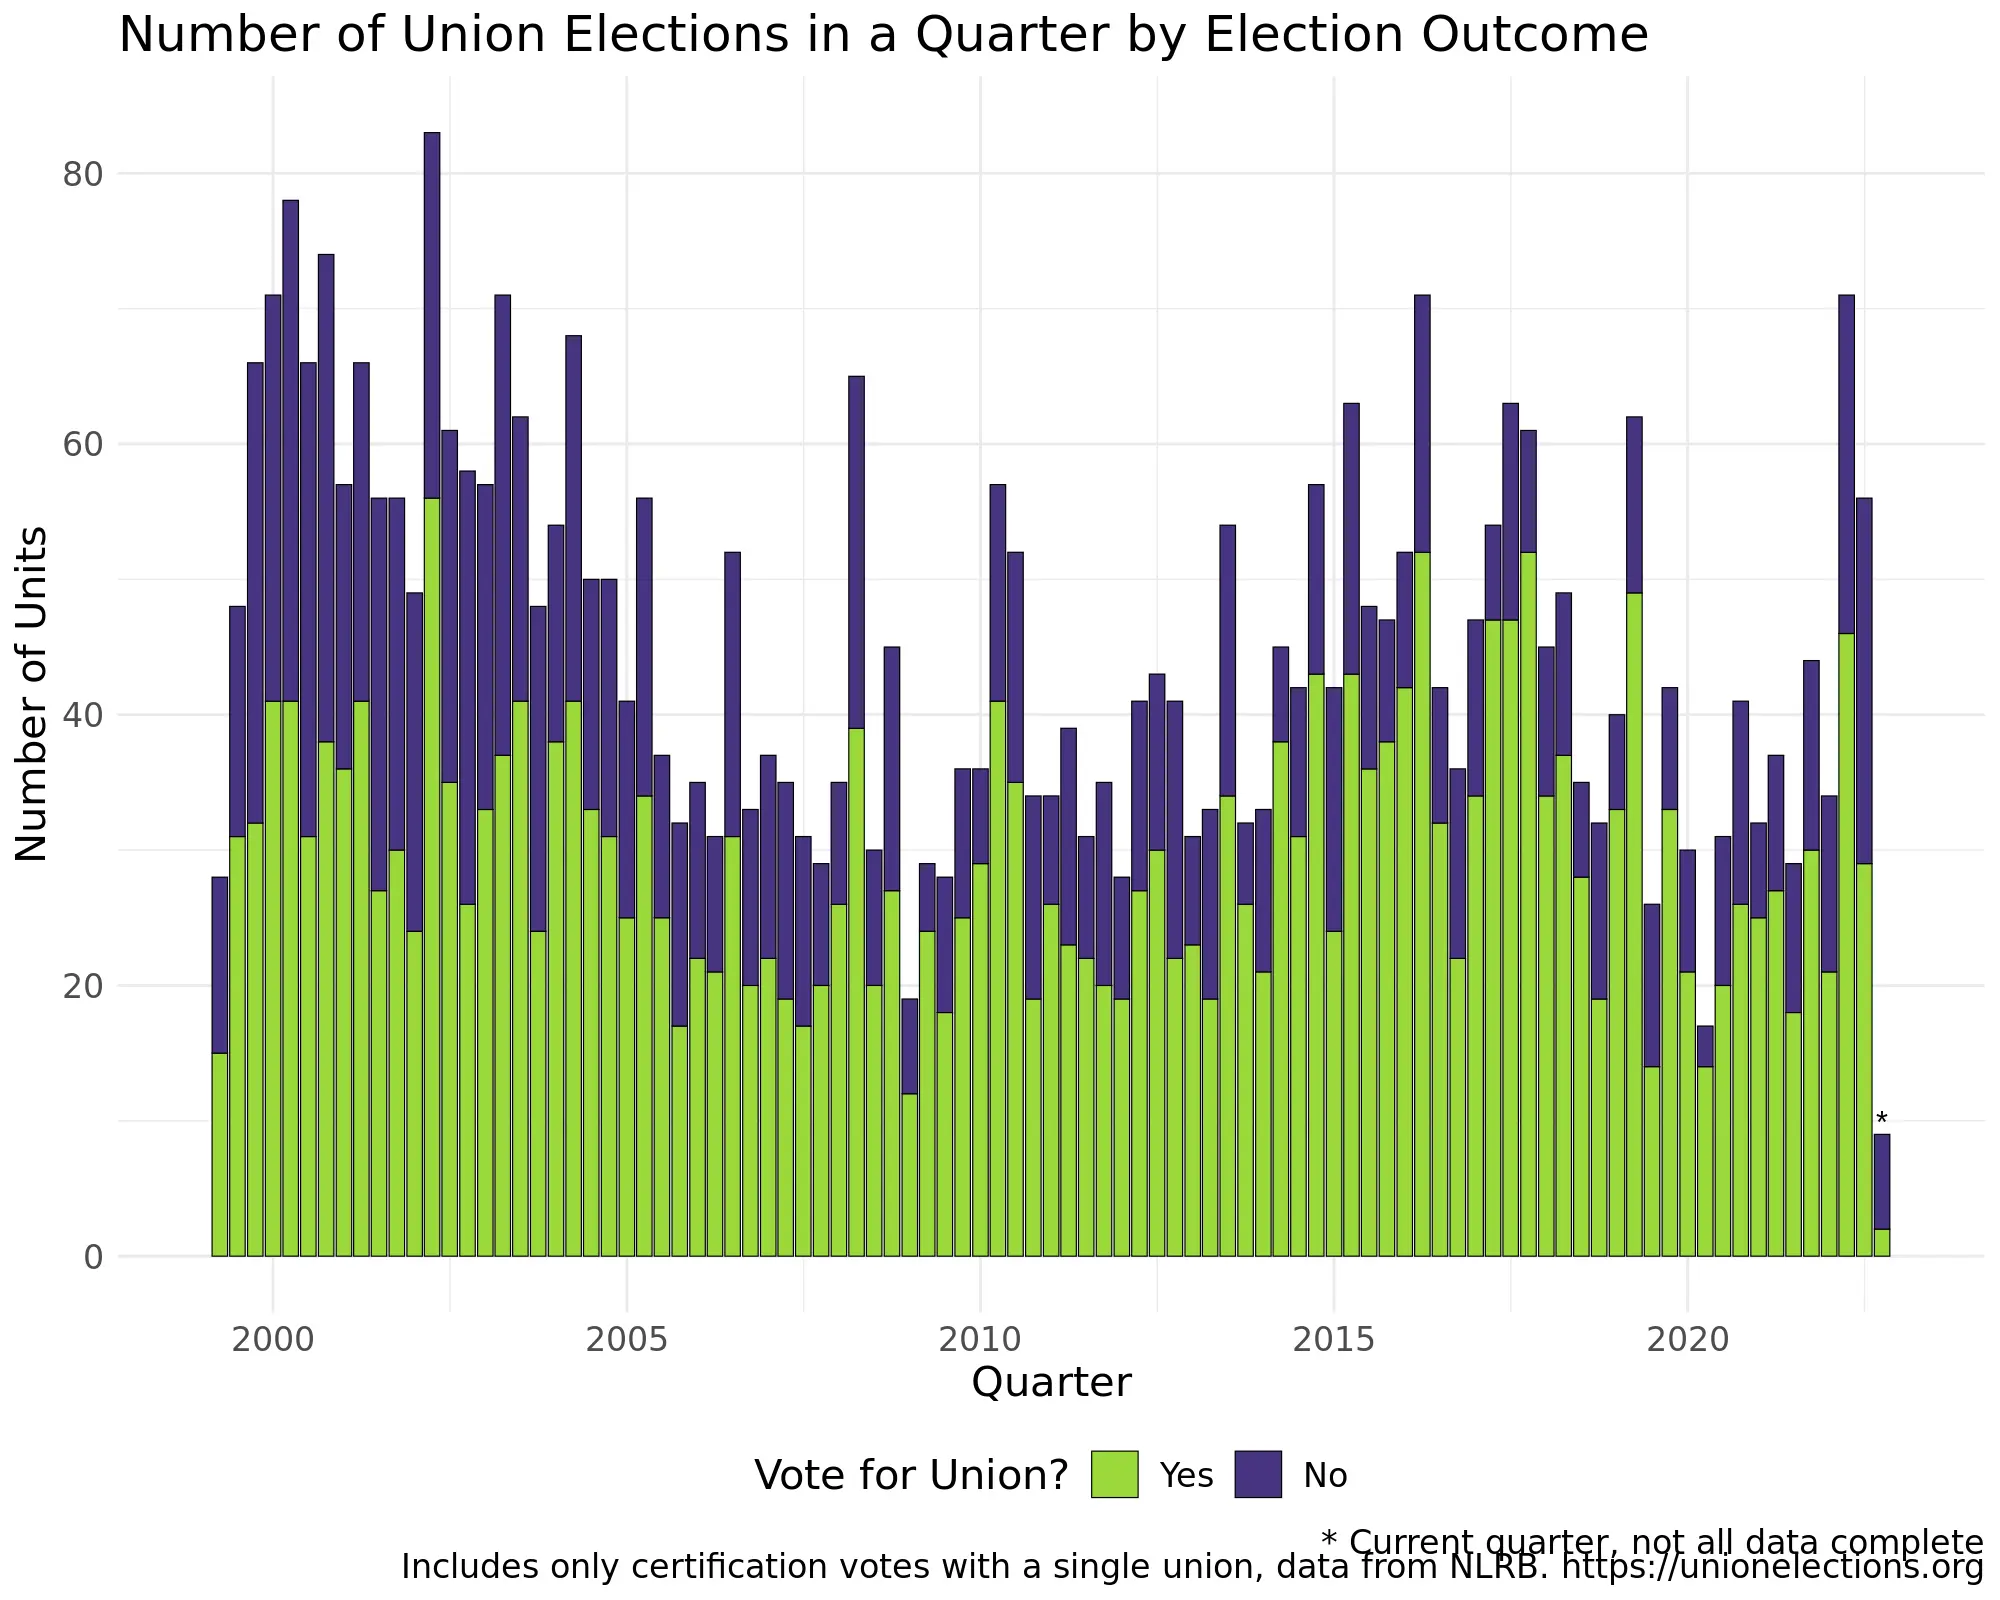 Number of Union Elections in a Quarter by Election Outcome
80
60
40
20
0
Number of Units
*
2000 2005 2010 2015 2020
Quarter
Vote for Union? Yes No
* Current quarter, not all data complete
Includes only certification votes with a single union, data from NLRB. https://unionelections.org